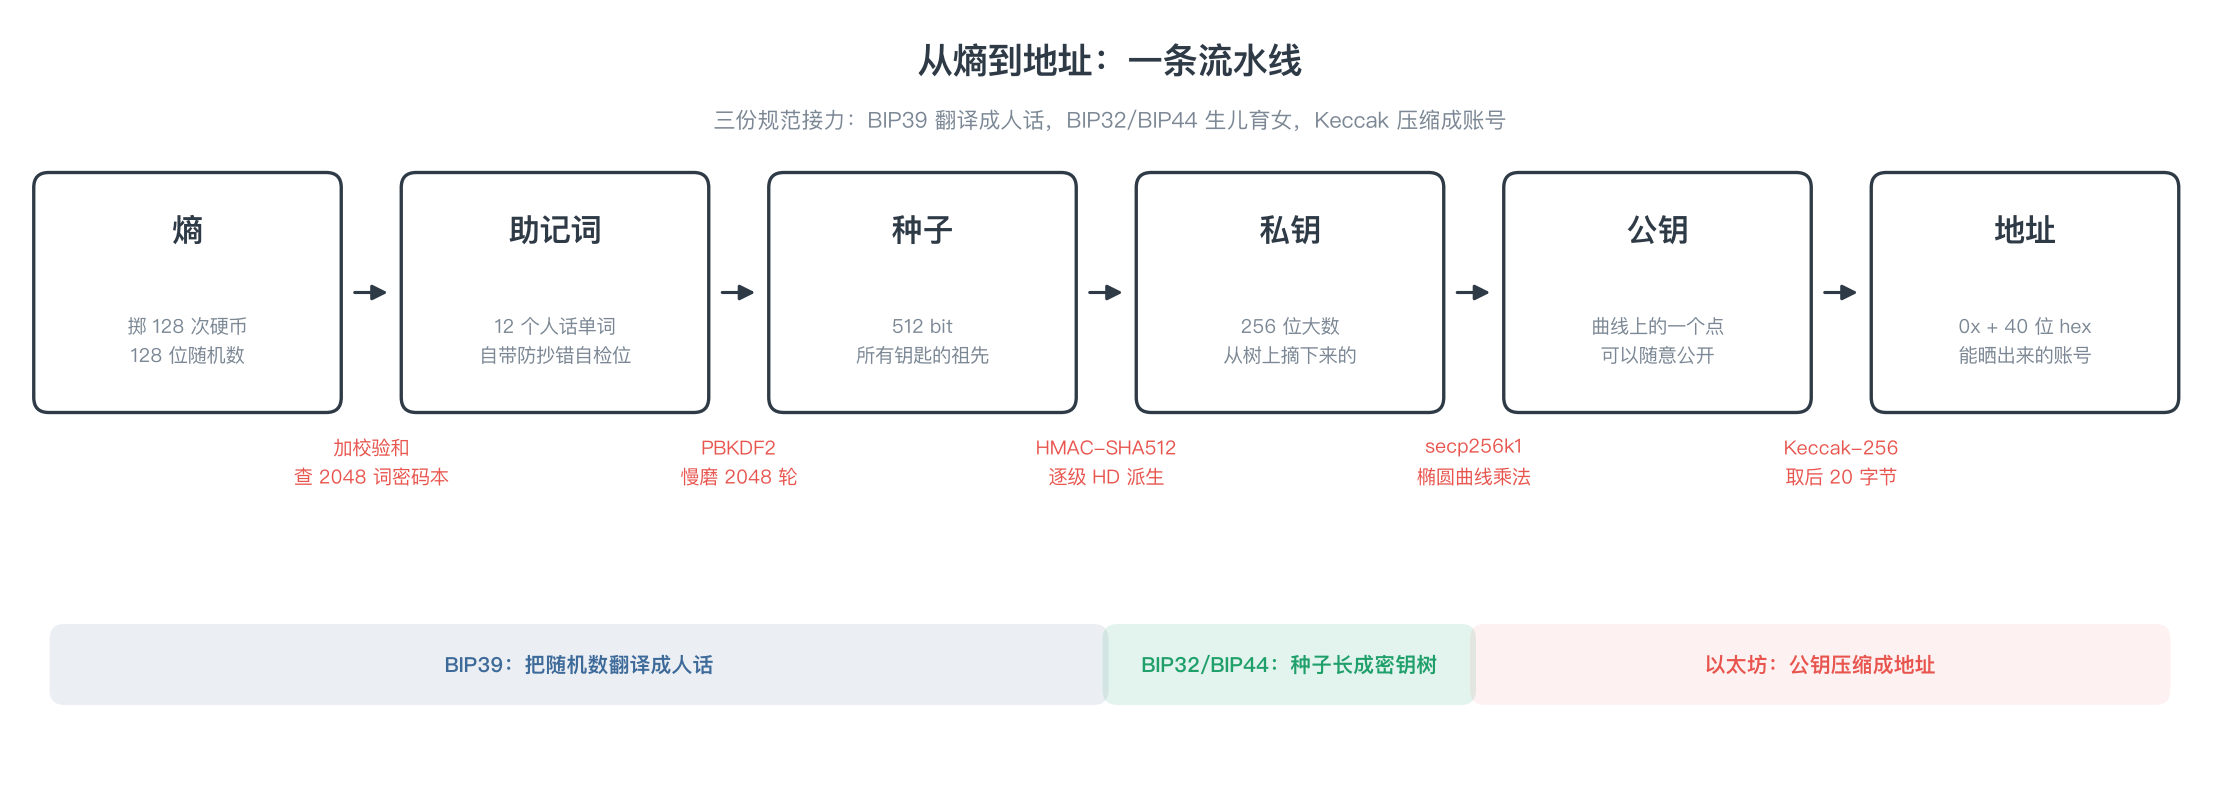 从熵到地址：一条流水线
三份规范接力：BIP39 翻译成人话，BIP32/BIP44 生儿育女，Keccak 压缩成账号
熵
掷 128 次硬币
128 位随机数
助记词
12 个人话单词
自带防抄错自检位
种子
512 bit
所有钥匙的祖先
私钥
256 位大数
从树上摘下来的
公钥
曲线上的一个点
可以随意公开
地址
0x + 40 位 hex
能晒出来的账号
加校验和
查 2048 词密码本
PBKDF2
慢磨 2048 轮
HMAC-SHA512
逐级 HD 派生
secp256k1
椭圆曲线乘法
Keccak-256
取后 20 字节
BIP39：把随机数翻译成人话
BIP32/BIP44：种子长成密钥树
以太坊：公钥压缩成地址